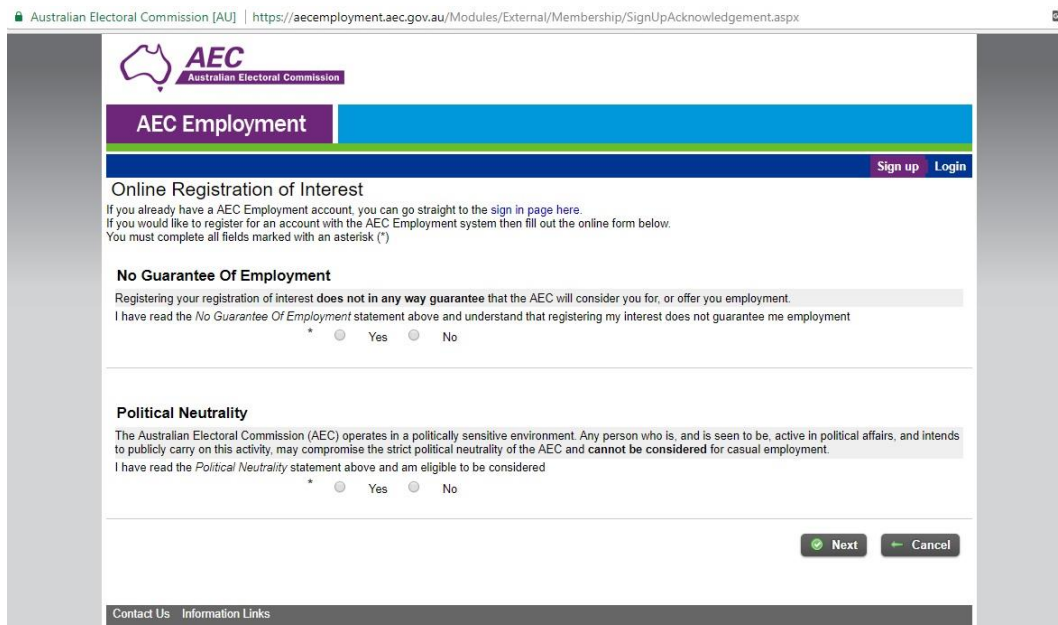 Australian Electoral Commission [AU] | https://aecemployment.aec.gov.au/Modules/External/Membership/SignUpAcknowledgement.aspx
AEC
Australian Electoral Commission
AEC Employment
Sign up Login
Online Registration of Interest
If you already have a AEC Employment account, you can go straight to the sign in page here.
If you would like to register for an account with the AEC Employment system then fill out the online form below.
You must complete all fields marked with an asterisk (*)
No Guarantee Of Employment
Registering your registration of interest does not in any way guarantee that the AEC will consider you for, or offer you employment.
I have read the No Guarantee Of Employment statement above and understand that registering my interest does not guarantee me employment
* Yes No
Political Neutrality
The Australian Electoral Commission (AEC) operates in a politically sensitive environment. Any person who is, and is seen to be, active in political affairs, and intends
to publicly carry on this activity, may compromise the strict political neutrality of the AEC and cannot be considered for casual employment.
I have read the Political Neutrality statement above and am eligible to be considered
* Yes No
Next Cancel
Contact Us Information Links